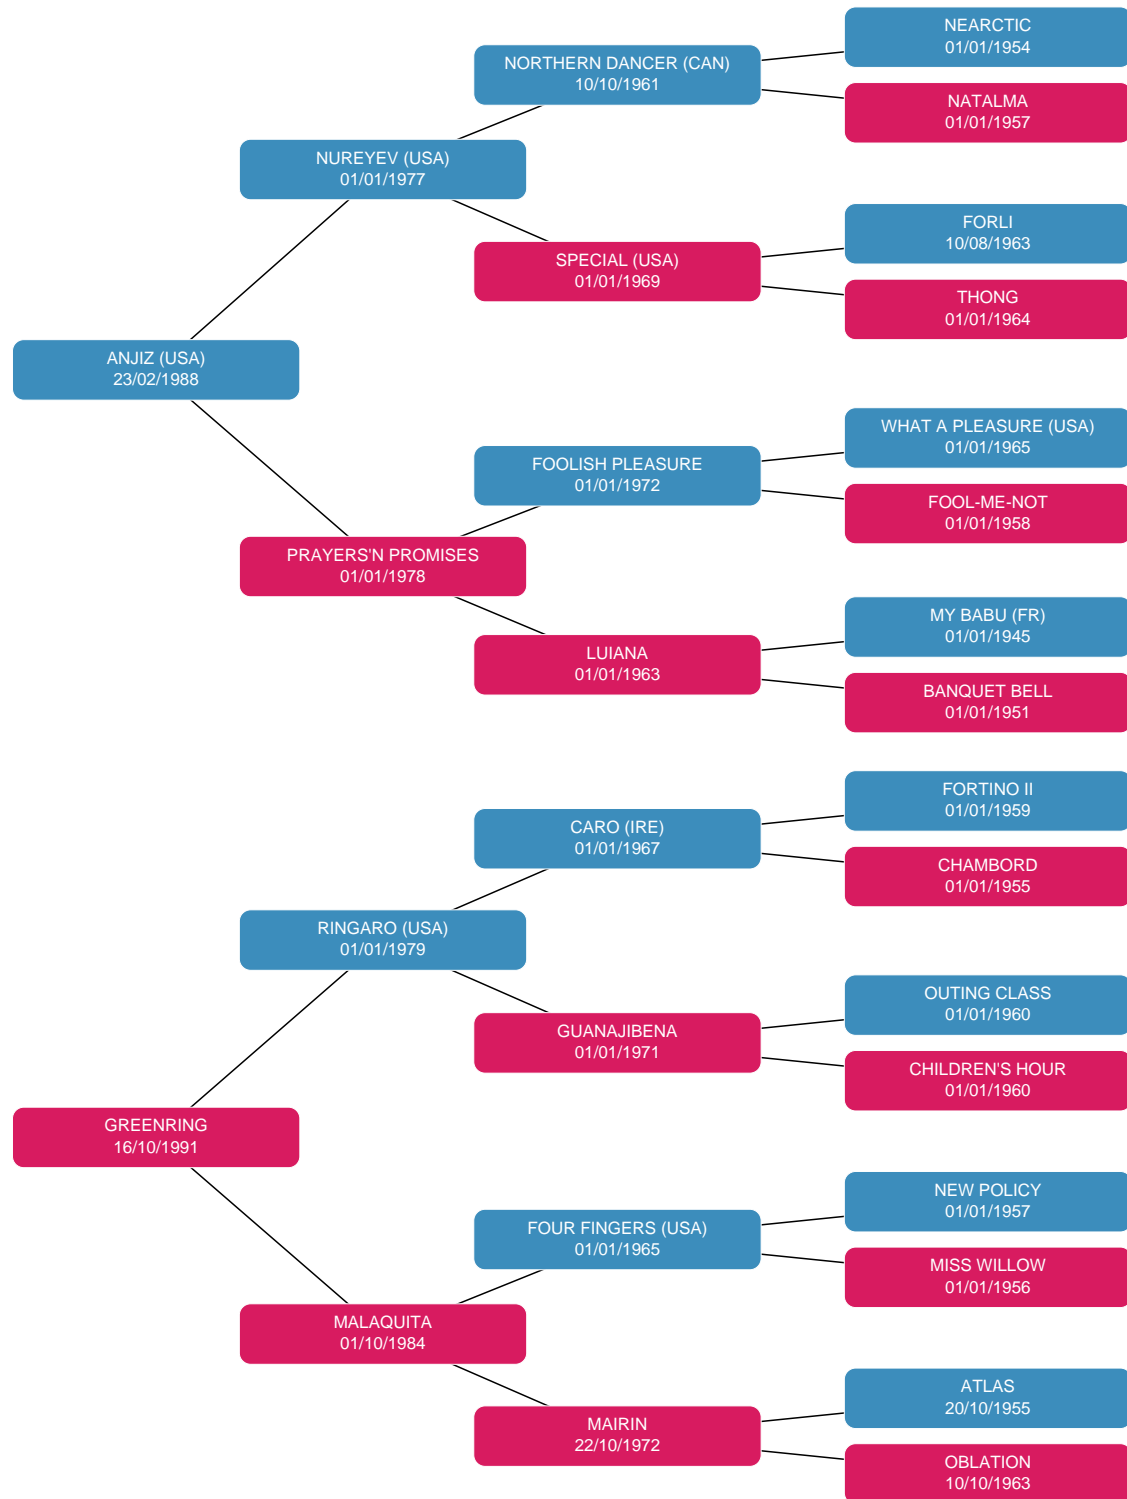 NEARCTIC
01/01/1954
NORTHERN DANCER (CAN)
10/10/1961
NATALMA
01/01/1957
NUREYEV (USA)
01/01/1977
FORLI
10/08/1963
SPECIAL (USA)
01/01/1969
THONG
01/01/1964
ANJIZ (USA)
23/02/1988
WHAT A PLEASURE (USA)
01/01/1965
FOOLISH PLEASURE
01/01/1972
FOOL-ME-NOT
01/01/1958
PRAYERS'N PROMISES
01/01/1978
MY BABU (FR)
01/01/1945
LUIANA
01/01/1963
BANQUET BELL
01/01/1951
FORTINO II
01/01/1959
CARO (IRE)
01/01/1967
CHAMBORD
01/01/1955
RINGARO (USA)
01/01/1979
OUTING CLASS
01/01/1960
GUANAJIBENA
01/01/1971
CHILDREN'S HOUR
01/01/1960
GREENRING
16/10/1991
NEW POLICY
01/01/1957
FOUR FINGERS (USA)
01/01/1965
MISS WILLOW
01/01/1956
MALAQUITA
01/10/1984
ATLAS
20/10/1955
MAIRIN
22/10/1972
OBLATION
10/10/1963